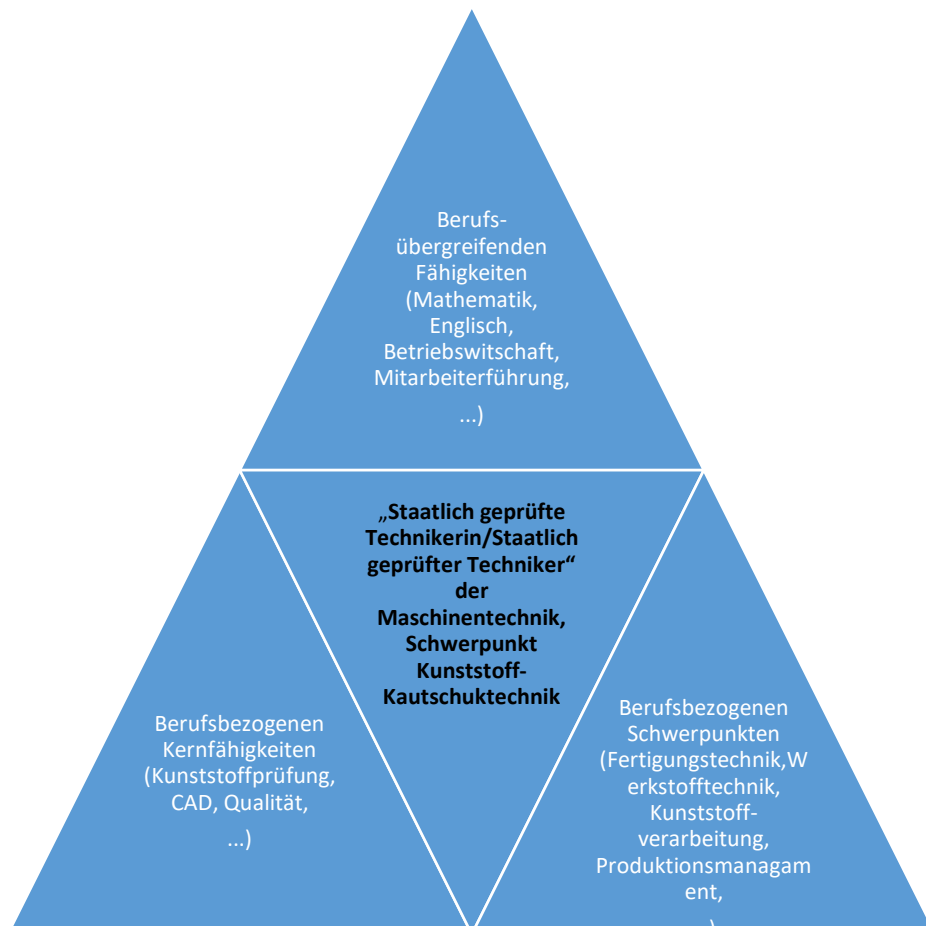 Berufs-
übergreifenden
Fähigkeiten
(Mathematik,
Englisch,
Betriebswitschaft,
Mitarbeiterführung,
...)
„Staatlich geprüfte
Technikerin/Staatlich
geprüfter Techniker“
der
Maschinentechnik,
Schwerpunkt
Kunststoff-
Kautschuktechnik
Berufsbezogenen
Kernfähigkeiten
(Kunststoffprüfung,
CAD, Qualität,
...)
Berufsbezogenen
Schwerpunkten
(Fertigungstechnik,W
erkstofftechnik,
Kunststoff-
verarbeitung,
Produktionsmanagam
ent,